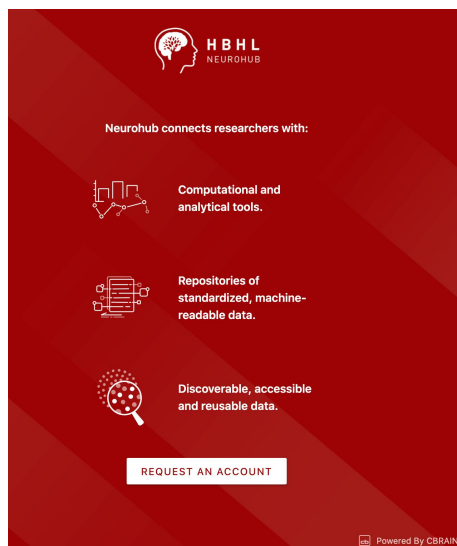 HBHL
NEUROHUB
Neurohub connects researchers with:
Computational and
analytical tools.
Repositories of
standardized, machine-
readable data.
Discoverable, accessible
and reusable data.
REQUEST AN ACCOUNT
cb Powered By CBRAIN